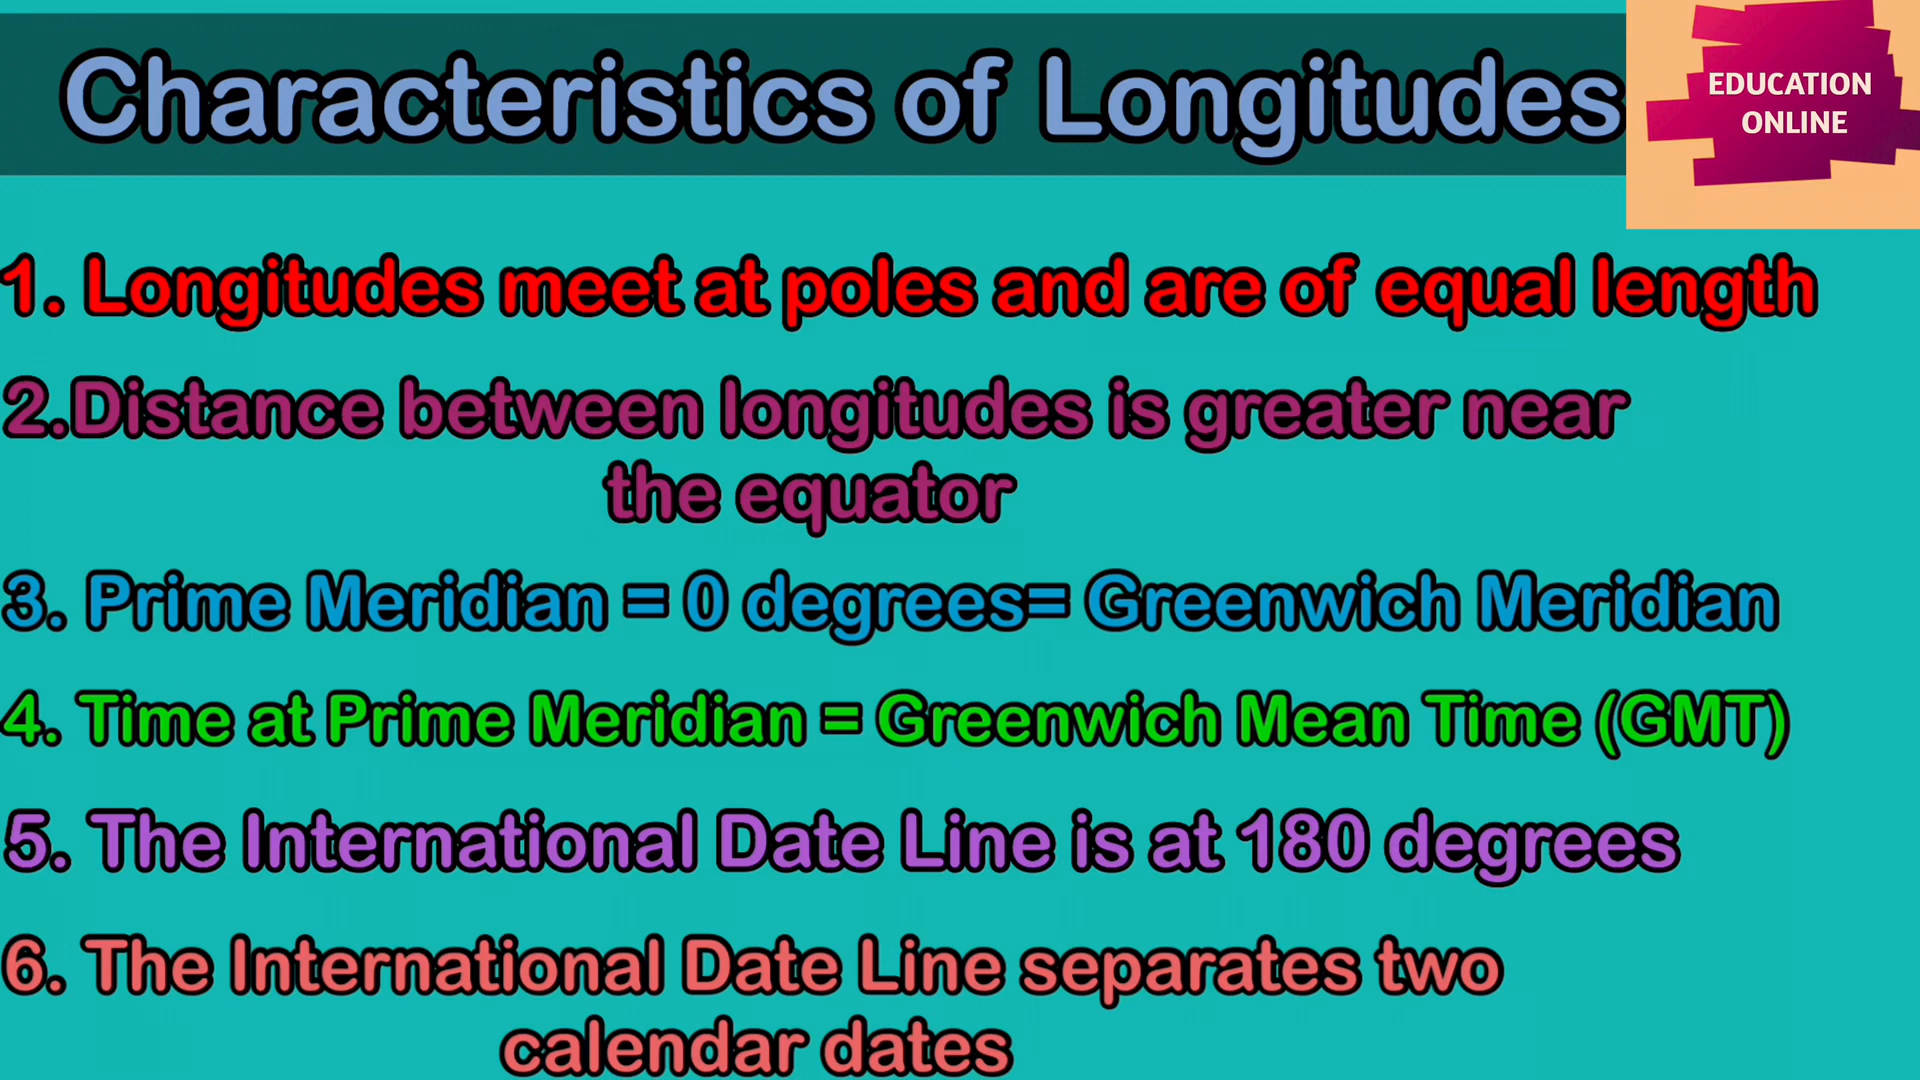 Characteristics of Longitudes
EDUCATION
ONLINE
1. Longitudes meet at poles and are of equal length
2.Distance between longitudes is greater near
the equator
3. Prime Meridian = 0 degrees= Greenwich Meridian
4. Time at Prime Meridian = Greenwich Mean Time (GMT)
5. The International Date Line is at 180 degrees
6. The International Date Line separates two
calendar dates